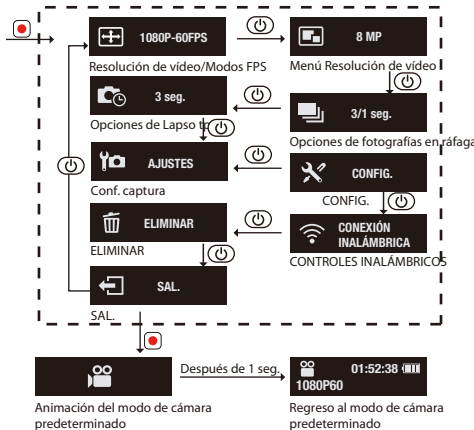 1080P-60FPS
8 MP
Resolución de vídeo/Modos FPS
Menú Resolución de vídeo
3 seg.
3/1 seg.
Opciones de Lapso
Opciones de fotografías en ráfaga
AJUSTES
CONFIG.
Conf. captura
CONFIG.
ELIMINAR
CONEXIÓN
INALÁMBRICA
ELIMINAR
CONTROLES INALÁMBRICOS
SAL.
SAL.
Después de 1 seg.
01:52:38
1080P60
Animación del modo de cámara
predeterminado
Regreso al modo de cámara
predeterminado